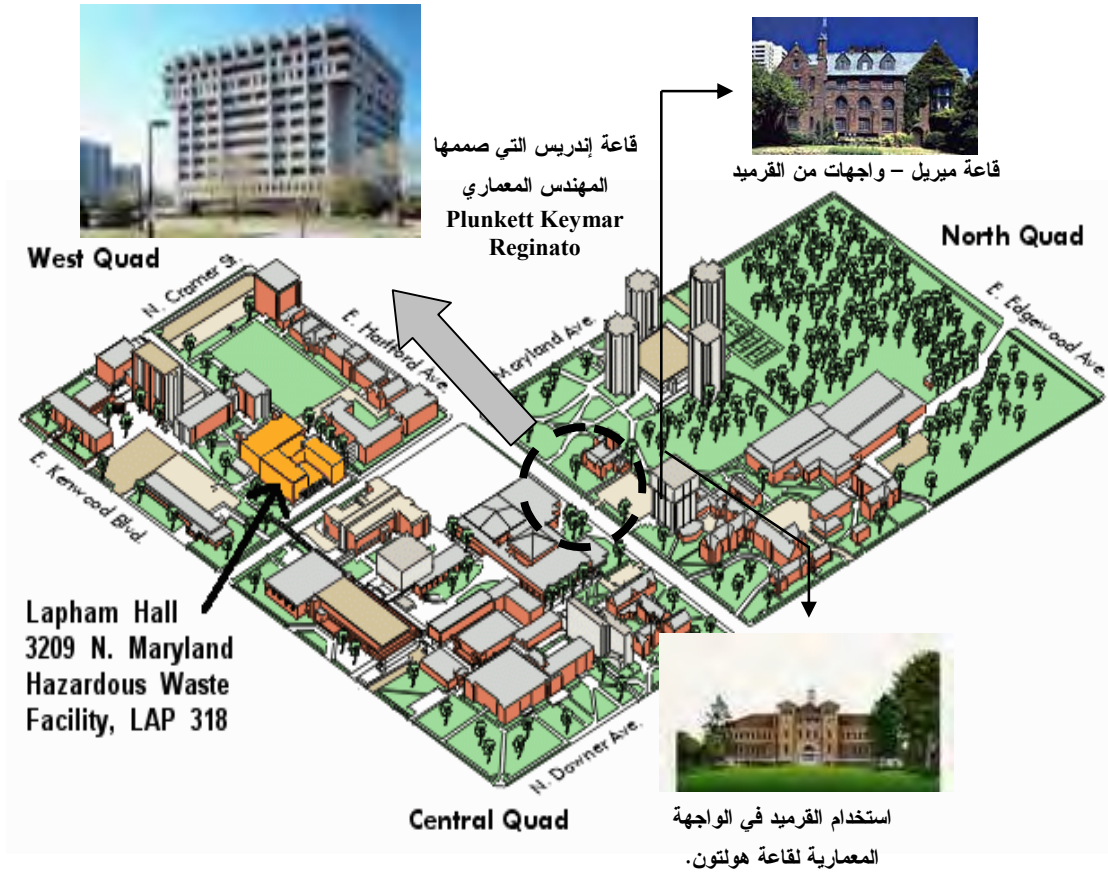 قاعة إندريس التي صممها
المهندس المعماري
Plunkett Keymar
Reginato
قاعة ميريل – واجهات من القرميد
West Quad
North Quad
N. Cramer St.
E. Hartford Ave.
Maryland Ave.
E. Edgewood Ave.
E. Kenwood Blvd.
Lapham Hall
3209 N. Maryland
Hazardous Waste
Facility, LAP 318
N. Downer Ave.
Central Quad
استخدام القرميد في الواجهة
المعمارية لقاعة هولتون.